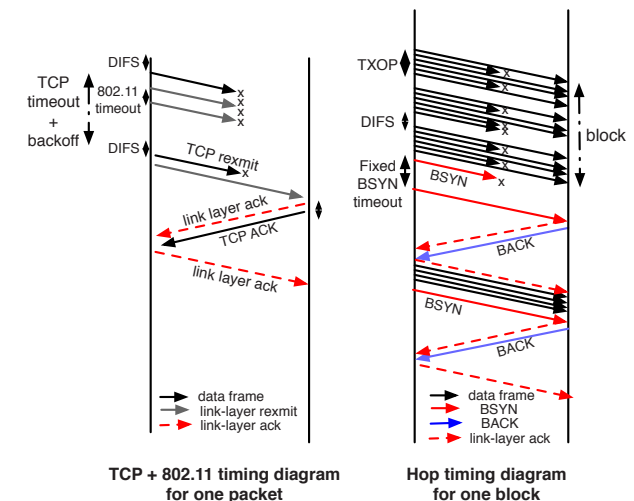 DIFS
TCP
timeout
+
backoff
802.11
timeout
x
x
x
x
DIFS
TCP rexmit
x
link layer ack
TCP ACK
link layer ack
data frame
link-layer rexmit
link-layer ack
TCP + 802.11 timing diagram
for one packet
TXOP
x
x
x
DIFS
x
x
x
block
Fixed
BSYN
timeout
BSYN
x
BSYN
BACK
BSYN
BACK
data frame
BSYN
BACK
link-layer ack
Hop timing diagram
for one block